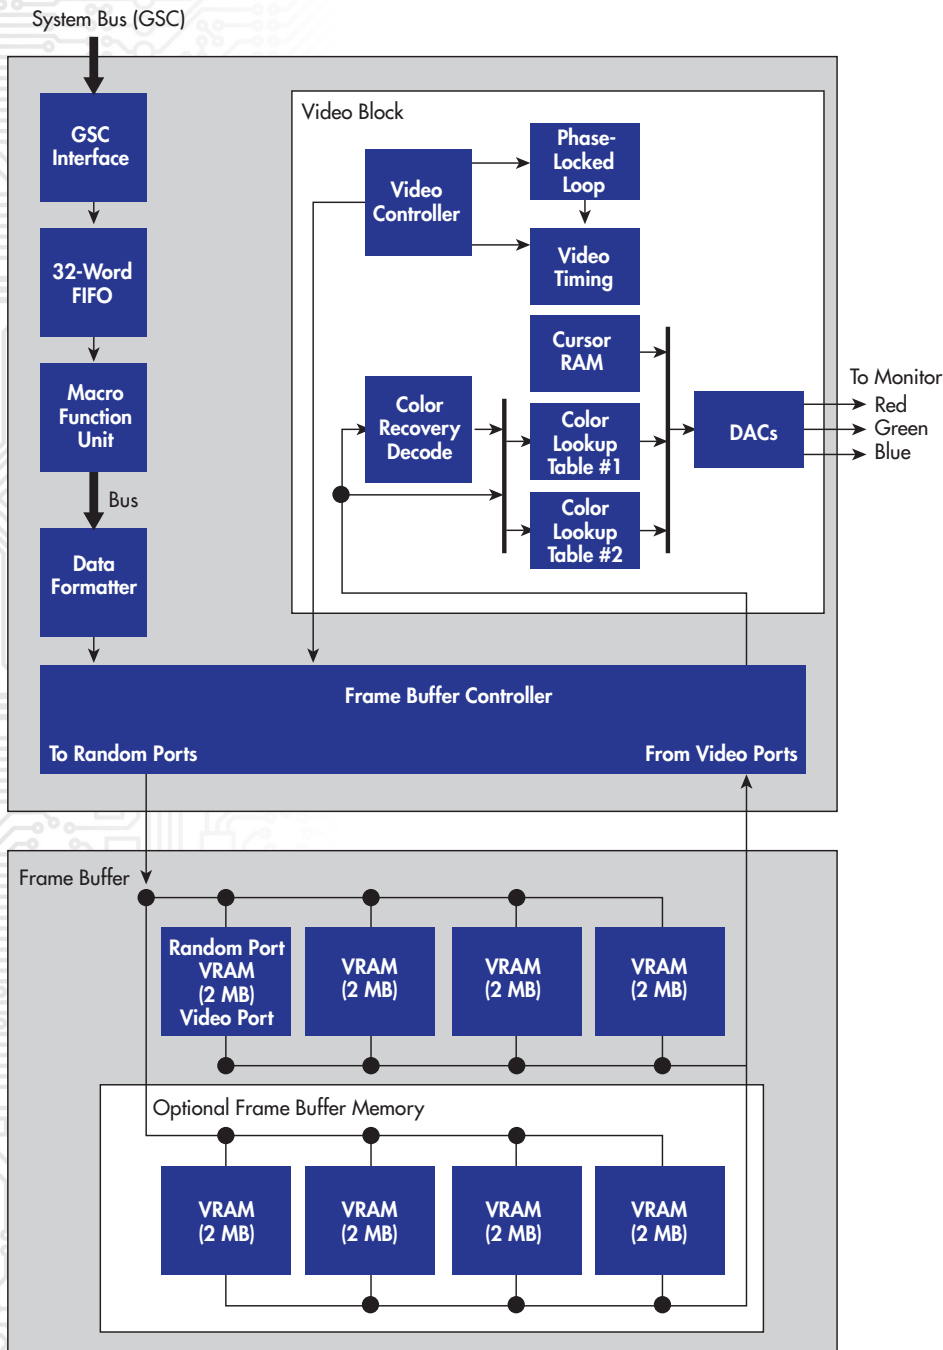 System Bus (GSC)
GSC
Interface
32-Word
FIFO
Macro
Function
Unit
Bus
Data
Formatter
Video Block
Video
Controller
Phase-
Locked
Loop
Video
Timing
Cursor
RAM
Color
Recovery
Decode
Color
Lookup
Table #1
Color
Lookup
Table #2
DACs
To Monitor
Red
Green
Blue
Frame Buffer Controller
To Random Ports
From Video Ports
Frame Buffer
Random Port
VRAM
(2 MB)
Video Port
VRAM
(2 MB)
VRAM
(2 MB)
VRAM
(2 MB)
Optional Frame Buffer Memory
VRAM
(2 MB)
VRAM
(2 MB)
VRAM
(2 MB)
VRAM
(2 MB)